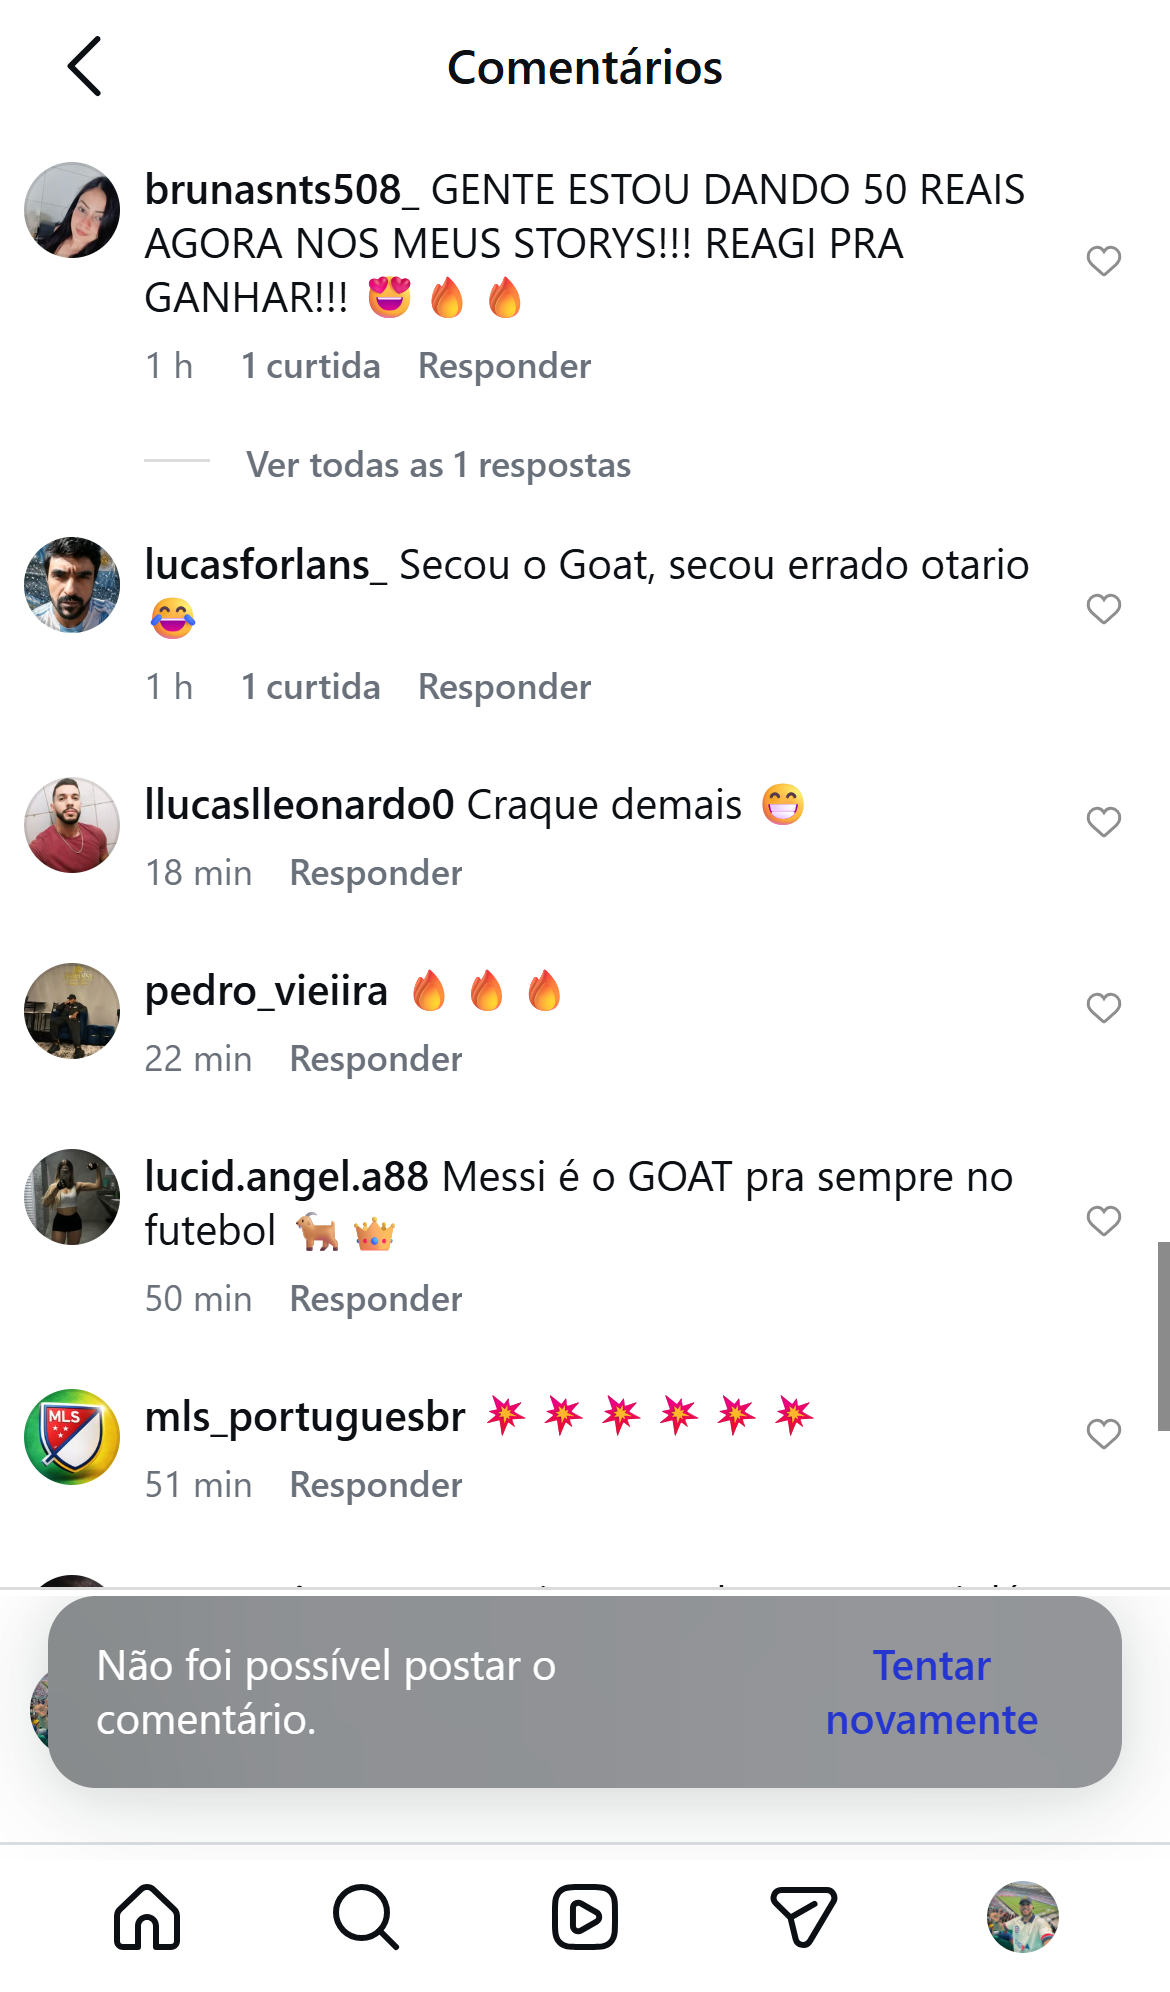 Comentários
brunasnts508_ GENTE ESTOU DANDO 50 REAIS
AGORA NOS MEUS STORYS!!! REAGI PRA
GANHAR!!! 😍🔥🔥
1 h 1 curtida Responder
Ver todas as 1 respostas
lucasforlans_ Secou o Goat, secou errado otario
😂
1 h 1 curtida Responder
llucaslleonardo0 Craque demais 😁
18 min Responder
pedro_vieiira 🔥🔥🔥
22 min Responder
lucid.angel.a88 Messi é o GOAT pra sempre no
futebol 🐐👑
50 min Responder
MLS
mls_portuguesbr 💥💥💥💥💥💥
51 min Responder
Não foi possível postar o
comentário.
Tentar
novamente